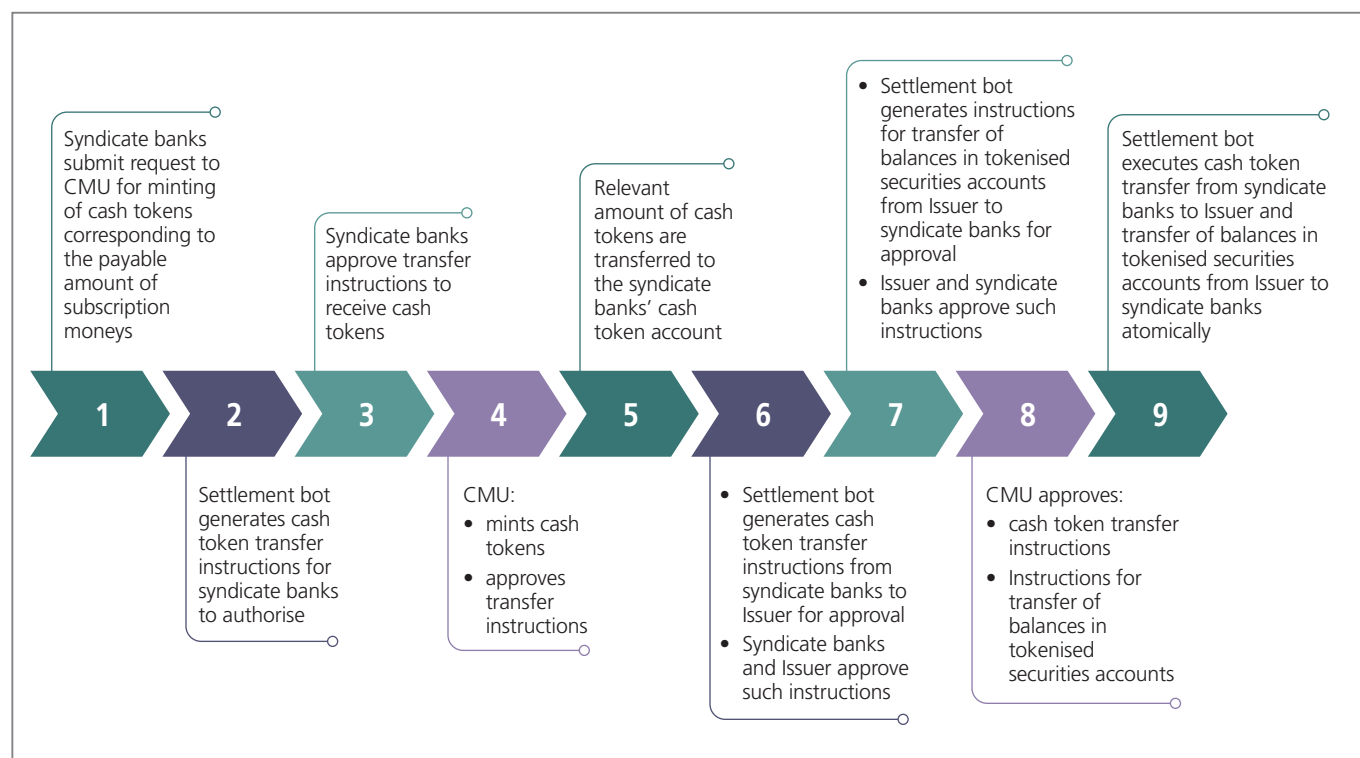 Syndicate banks
submit request to
CMU for minting
of cash tokens
corresponding to
the payable
amount of
subscription
moneys
Syndicate banks
approve transfer
instructions to
receive cash
tokens
Relevant
amount of cash
tokens are
transferred to
the syndicate
banks’ cash
token account
• Settlement bot
generates instructions
for transfer of
balances in tokenised
securities accounts
from Issuer to
syndicate banks for
approval
• Issuer and syndicate
banks approve such
instructions
Settlement bot
executes cash token
transfer from syndicate
banks to Issuer and
transfer of balances in
tokenised securities
accounts from Issuer to
syndicate banks
atomically
1 2 3 4 5 6 7 8 9
Settlement bot
generates cash
token transfer
instructions for
syndicate banks
to authorise
CMU:
• mints cash
tokens
• approves
transfer
instructions
• Settlement bot
generates cash
token transfer
instructions from
syndicate banks to
Issuer for approval
• Syndicate banks
and Issuer approve
such instructions
CMU approves:
• cash token transfer
instructions
• Instructions for
transfer of
balances in
tokenised
securities accounts